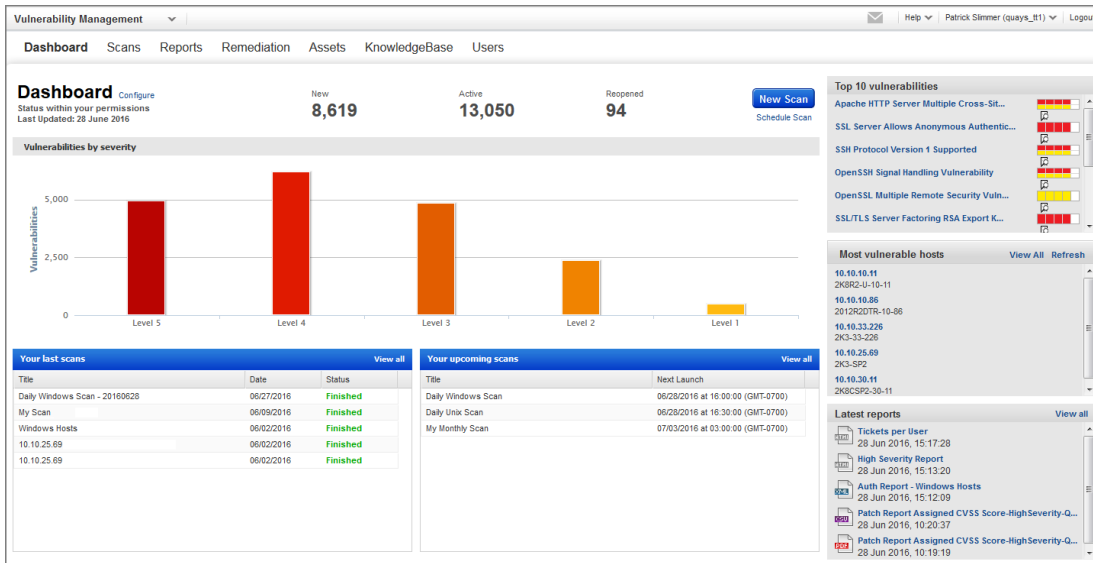 Vulnerability Management
Help
Patrick Slimmer (quays_tt1)
Logout
Dashboard Scans Reports Remediation Assets KnowledgeBase Users
Dashboard Configure
Status within your permissions
Last Updated: 28 June 2016
New
8,619
Active
13,050
Reopened
94
New Scan
Schedule Scan
Vulnerabilities by severity
Vulnerabilities
5,000
2,500
0
Level 5 Level 4 Level 3 Level 2 Level 1
Your last scans View all
Title Date Status
Daily Windows Scan - 20160628 06/27/2016 Finished
My Scan 06/09/2016 Finished
Windows Hosts 06/02/2016 Finished
10.10.25.69 06/02/2016 Finished
10.10.25.69 06/02/2016 Finished
Your upcoming scans View all
Title Next Launch
Daily Windows Scan 06/28/2016 at 16:00:00 (GMT-0700)
Daily Unix Scan 06/28/2016 at 16:30:00 (GMT-0700)
My Monthly Scan 07/03/2016 at 03:00:00 (GMT-0700)
Top 10 vulnerabilities
Apache HTTP Server Multiple Cross-Sit...
SSL Server Allows Anonymous Authentic...
SSH Protocol Version 1 Supported
OpenSSH Signal Handling Vulnerability
OpenSSL Multiple Remote Security Vuln...
SSL/TLS Server Factoring RSA Export K...
Most vulnerable hosts View All Refresh
10.10.10.11
2K8R2-U-10-11
10.10.10.86
2012R2DTR-10-86
10.10.33.226
2K3-33-226
10.10.25.69
2K3-SP2
10.10.30.11
2K8CSP2-30-11
Latest reports View all
Tickets per User
28 Jun 2016, 15:17:28
High Severity Report
28 Jun 2016, 15:13:20
XML
Auth Report - Windows Hosts
28 Jun 2016, 15:12:09
CSV
Patch Report Assigned CVSS Score-HighSeverity-Q...
28 Jun 2016, 10:20:37
PDF
Patch Report Assigned CVSS Score-HighSeverity-Q...
28 Jun 2016, 10:19:19